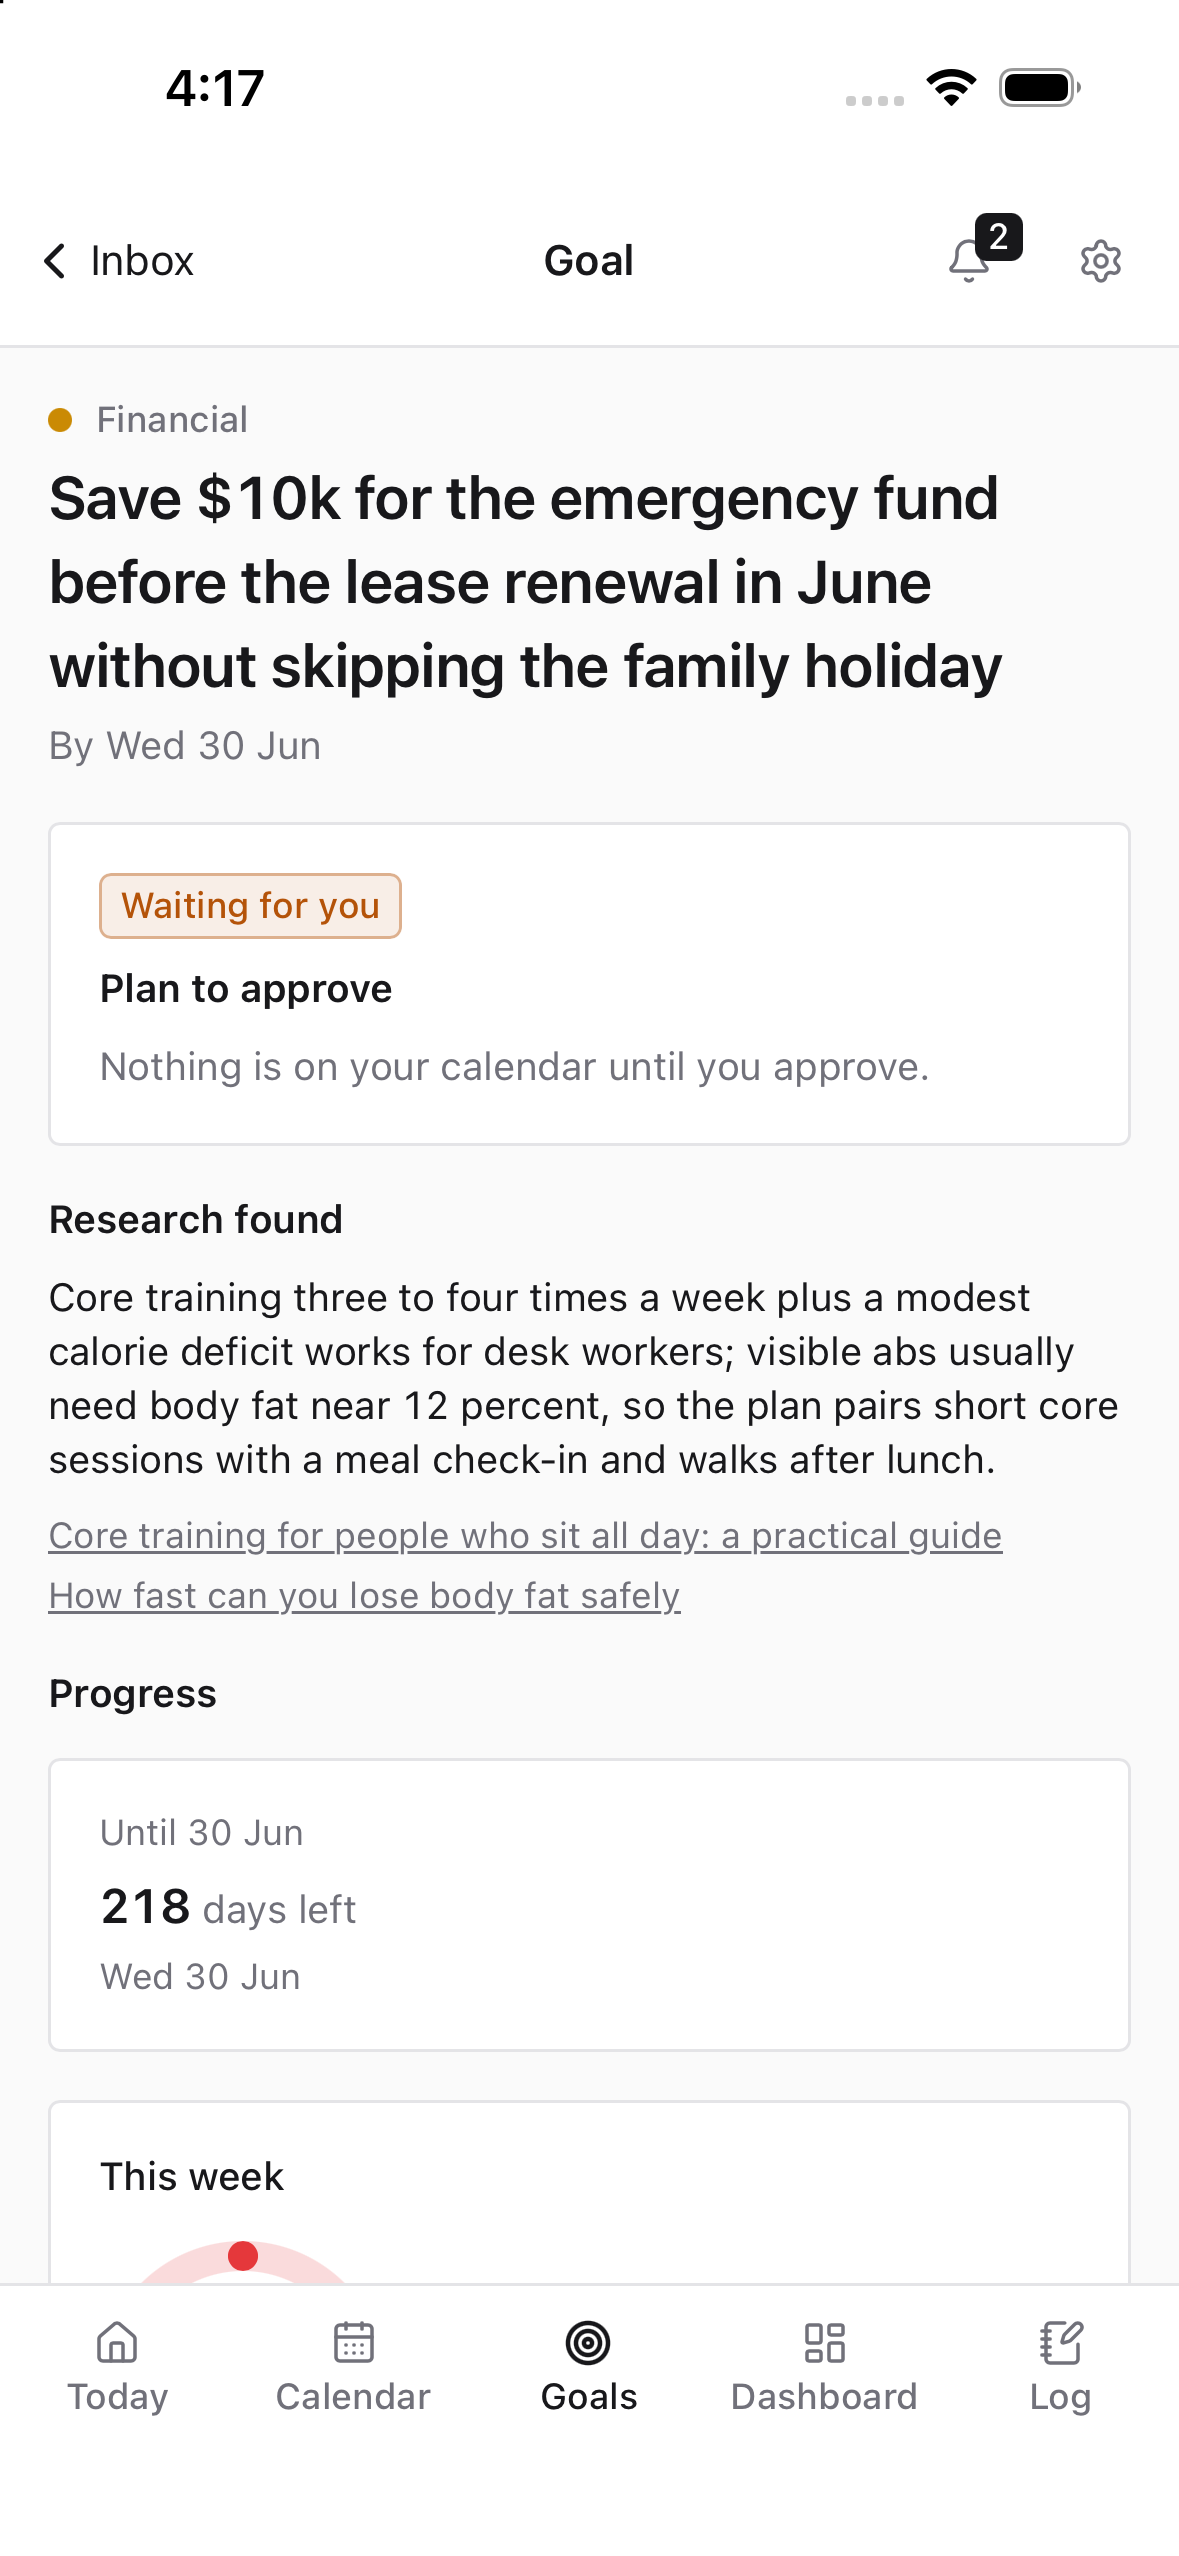 4:17
Inbox
Goal
2
Financial
Save $10k for the emergency fund
before the lease renewal in June
without skipping the family holiday
By Wed 30 Jun
Waiting for you
Plan to approve
Nothing is on your calendar until you approve.
Research found
Core training three to four times a week plus a modest
calorie deficit works for desk workers; visible abs usually
need body fat near 12 percent, so the plan pairs short core
sessions with a meal check-in and walks after lunch.
Core training for people who sit all day: a practical guide
How fast can you lose body fat safely
Progress
Until 30 Jun
218 days left
Wed 30 Jun
This week
Today
Calendar
Goals
Dashboard
Log